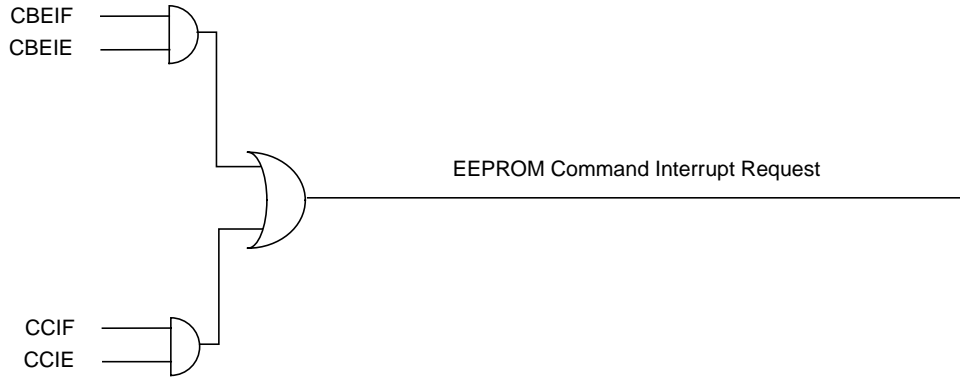 CBEIF
CBEIE
EEPROM Command Interrupt Request
CCIF
CCIE